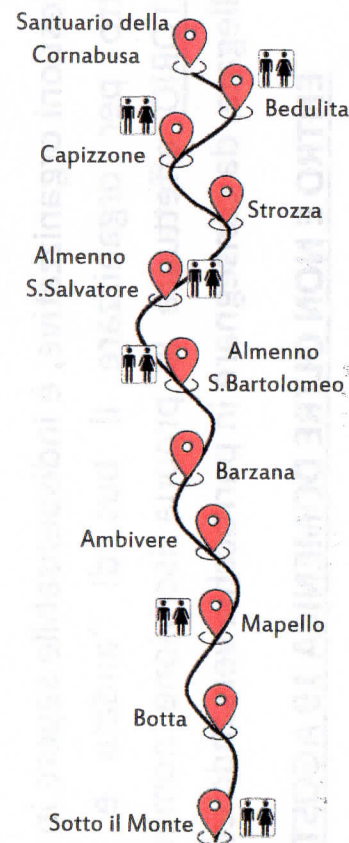 Santuario della
Cornabusa
Bedulita
Capizzone
Strozza
Almenno
S.Salvatore
Almenno
S.Bartolomeo
Barzana
Ambivere
Mapello
Botta
Sotto il Monte